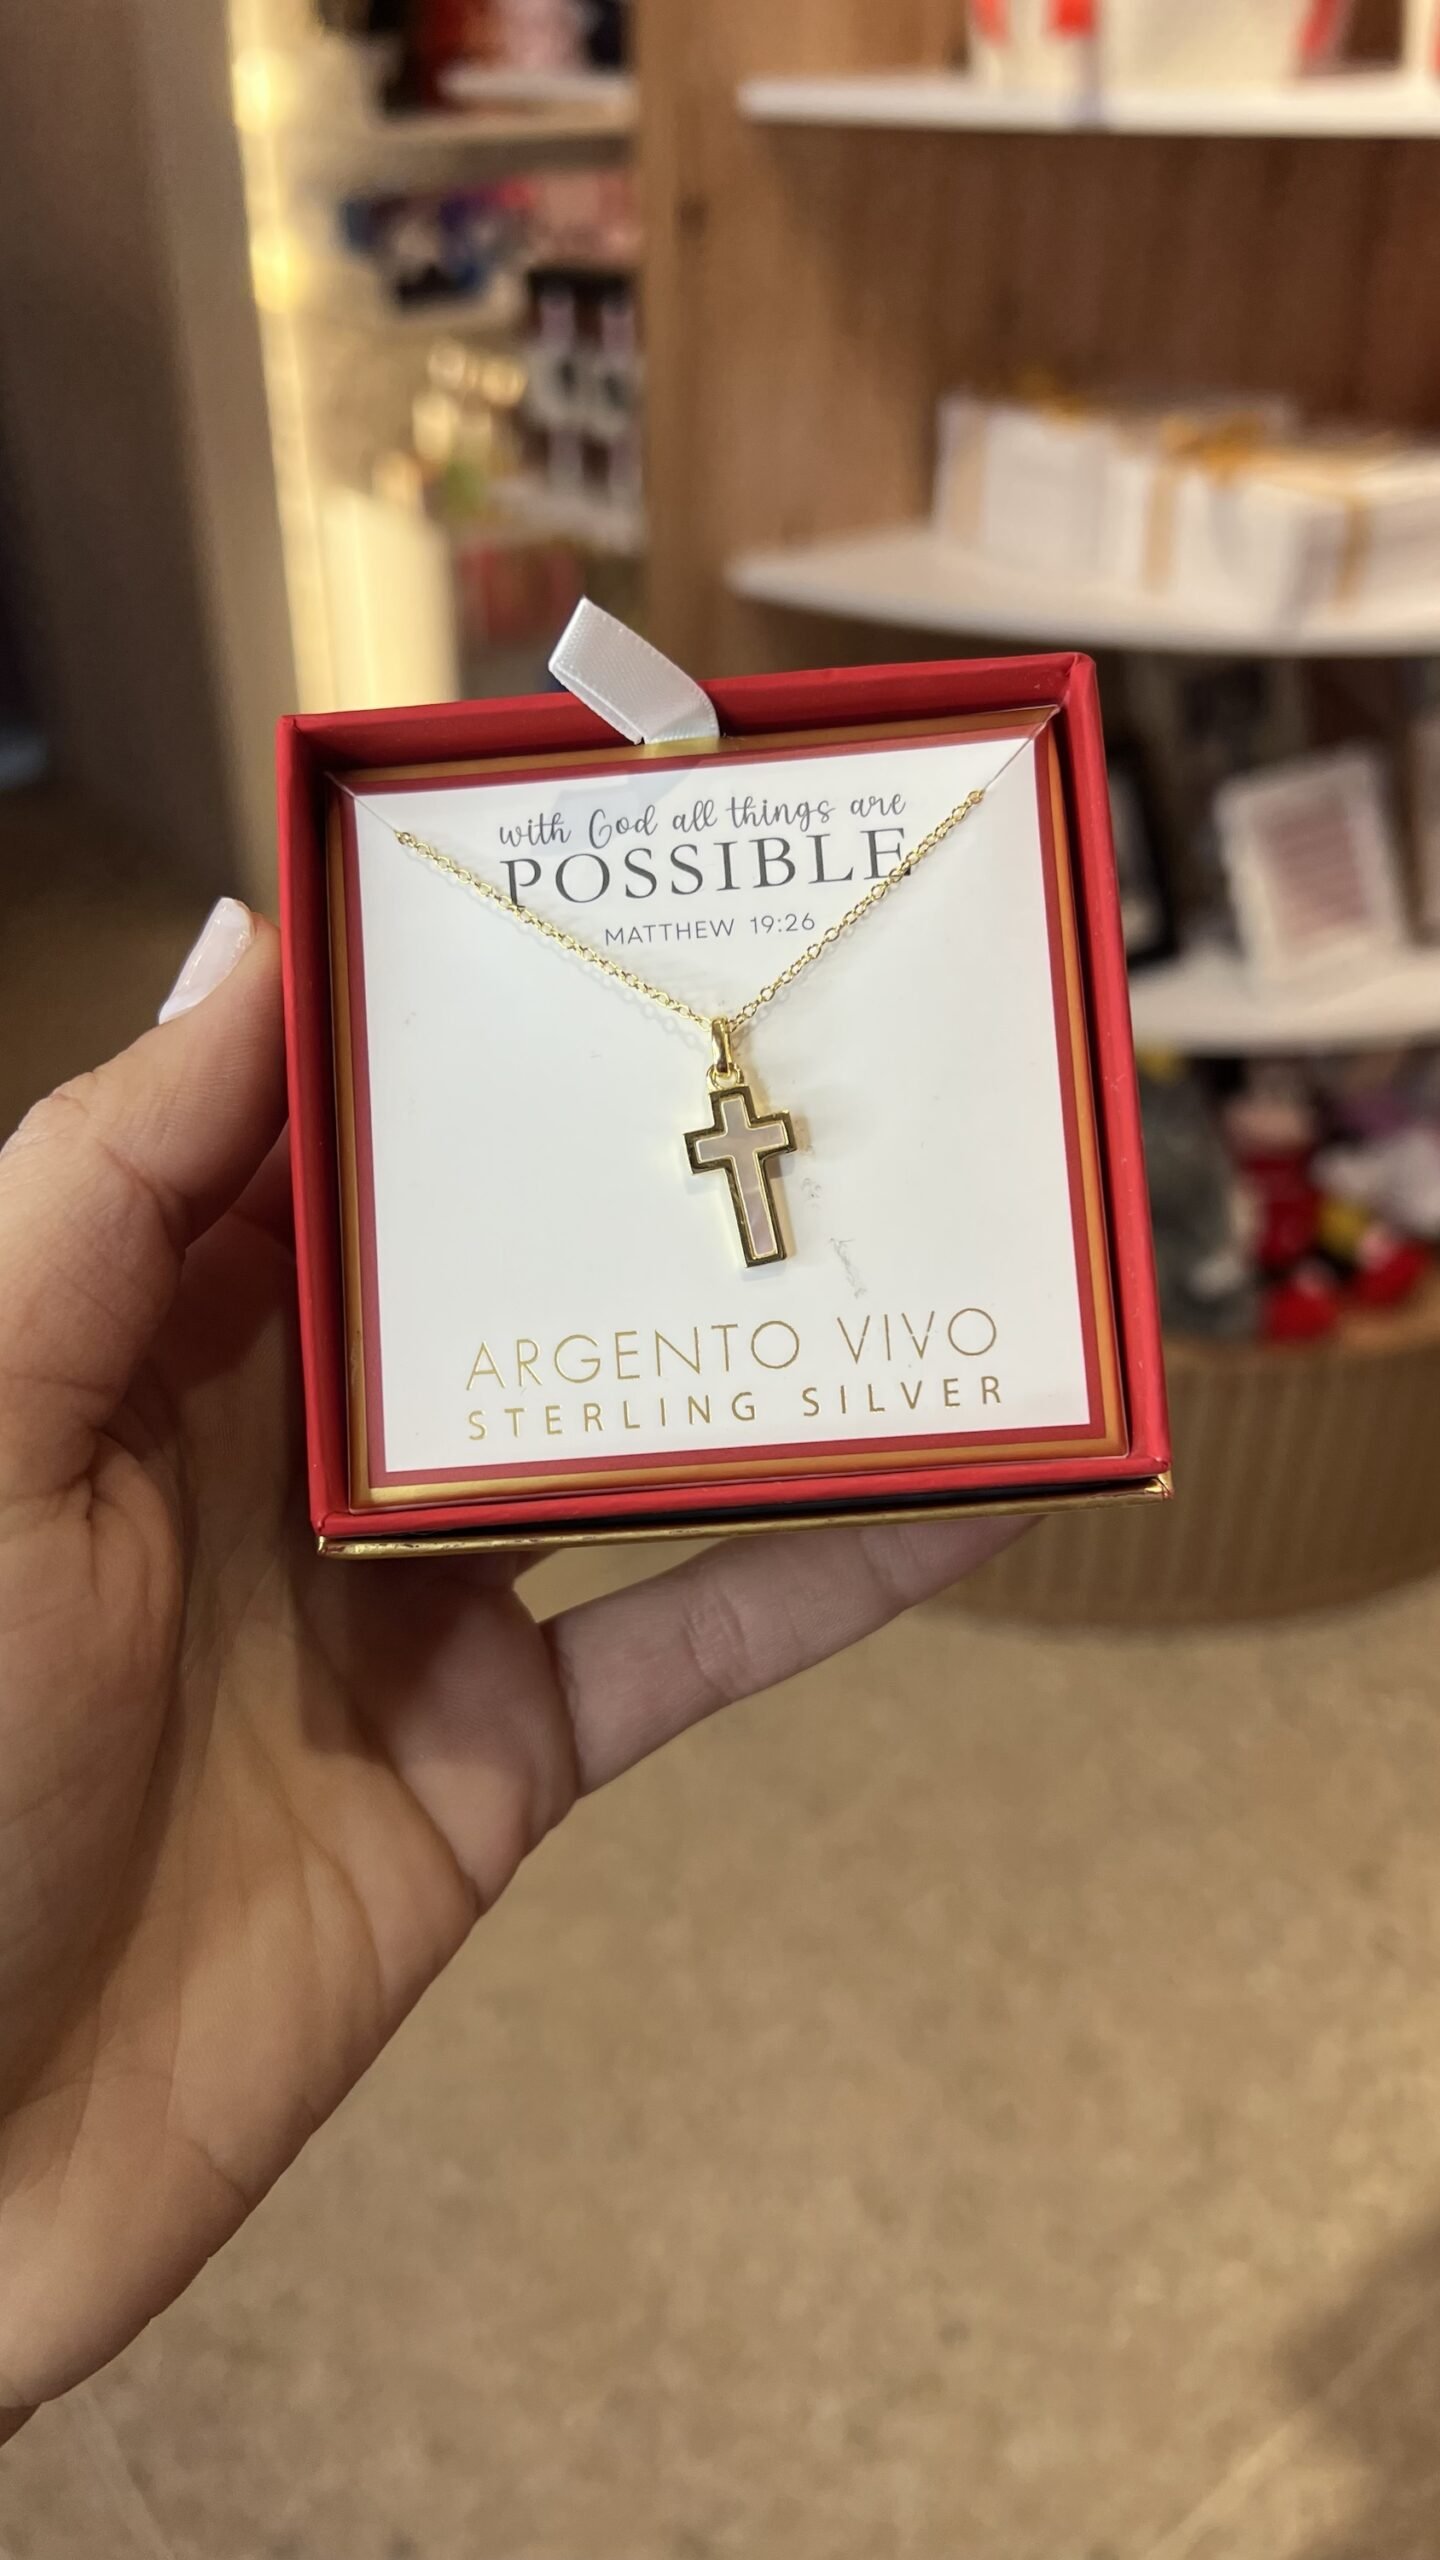 with God all things are
POSSIBLE
MATTHEW 19:26
ARGENTO VIVO
STERLING SILVER